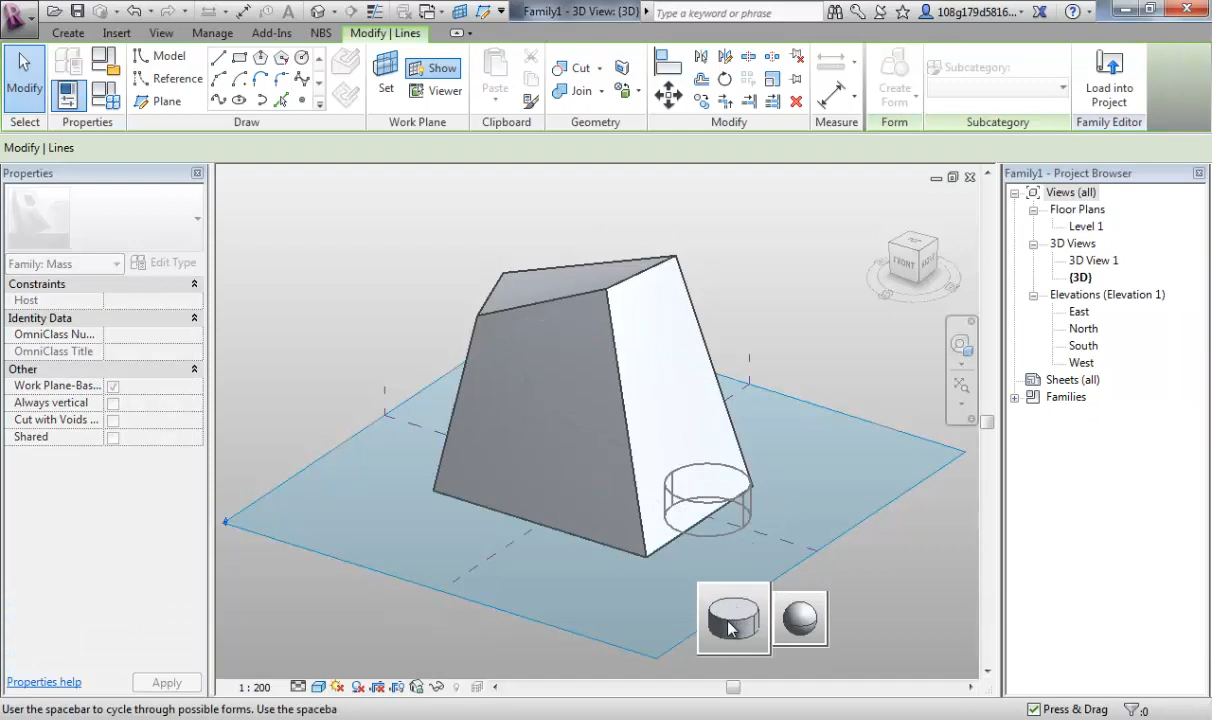 Family1 - 3D View: {3D}
Type a keyword or phrase
108g179d5816...
Create Insert View Manage Add-Ins NBS Modify | Lines
Modify
Model
Reference
Plane
Set
Show
Viewer
Paste
Cut
Join
Create
Form
Subcategory:
Load into
Project
Select Properties Draw Work Plane Clipboard Geometry Modify Measure Form Subcategory Family Editor
Modify | Lines
Properties
Family: Mass
Edit Type
Constraints
Host
Identity Data
OmniClass Nu...
OmniClass Title
Other
Work Plane-Bas...
Always vertical
Cut with Voids ...
Shared
Properties help
Apply
FRONT
1 : 200
Family1 - Project Browser
Views (all)
Floor Plans
Level 1
3D Views
3D View 1
{3D}
Elevations (Elevation 1)
East
North
South
West
Sheets (all)
Families
User the spacebar to cycle through possible forms. Use the spaceba
Press & Drag
:0